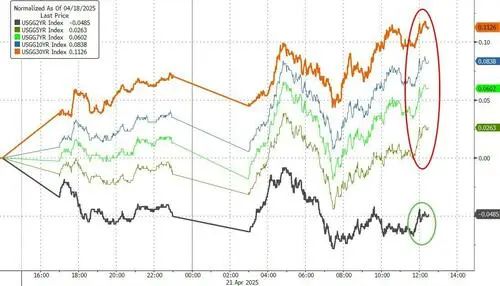 Normalized As Of 04/18/2025
Last Price
USGG2YR Index -0.0485
USGG5YR Index 0.0263
USGG7YR Index 0.0602
USGG10YR Index 0.0838
USGG30YR Index 0.1126
0.1126
0.10
0.0838
0.0602
0.05
0.0263
0.00
-0.0485
16:00
18:00
20:00
22:00
00:00
02:00
04:00
06:00
08:00
10:00
12:00
14:00
21 Apr 2025